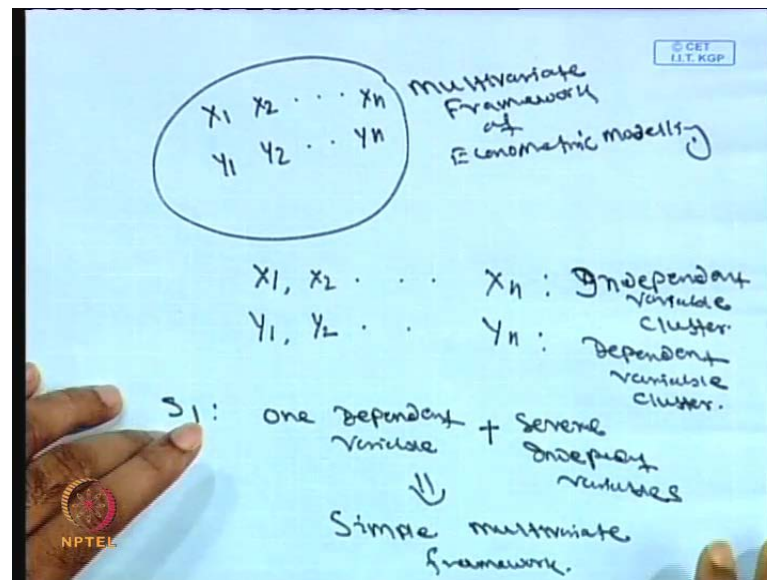 © CET
I.I.T. KGP
X1 X2 . . . Xn
Y1 Y2 . . Yn
Multivariate
Framework
of
Econometric Modelling
X1, X2 . . . Xn : Independent
variable
cluster.
Y1, Y2 . . Yn : Dependent
variable
cluster.
S1: One Dependent + Several
variable Independent
variables
⇓
Simple multivariate
framework.
NPTEL